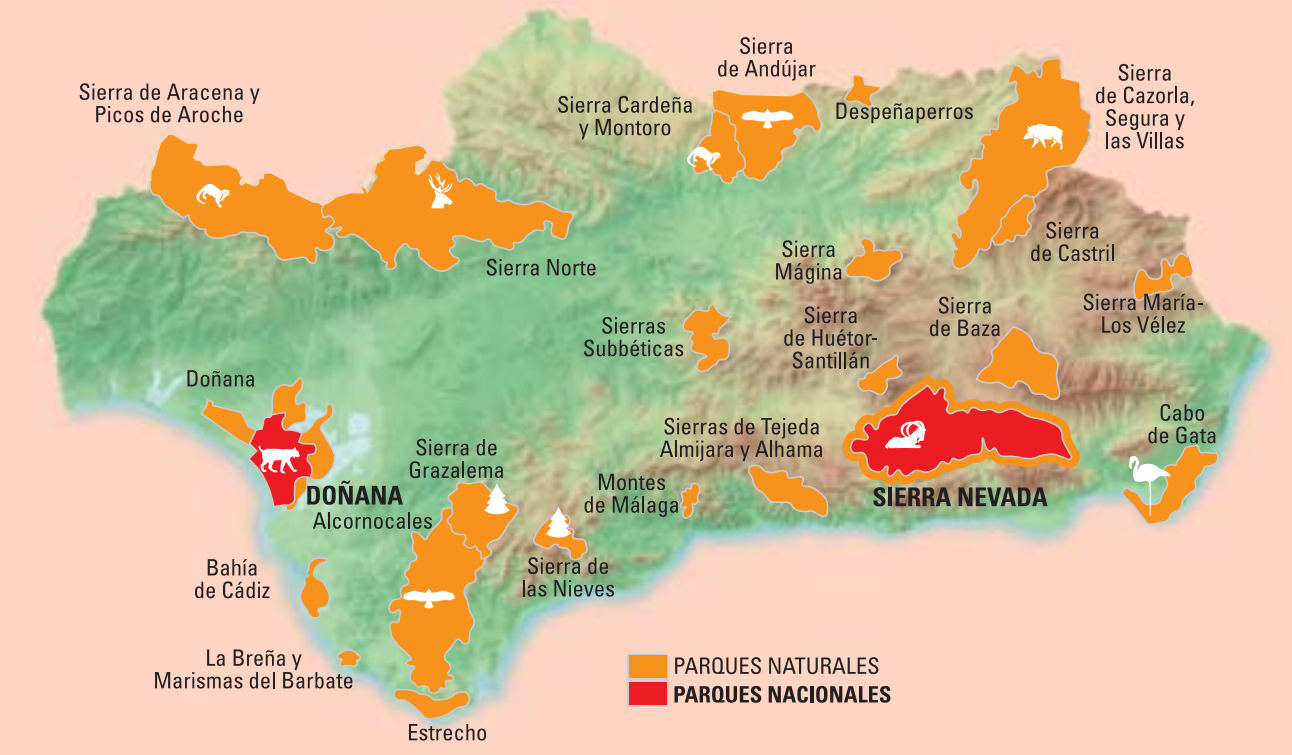 Sierra
de Andújar
Sierra de Aracena y
Picos de Aroche
Sierra Cardeña
y Montoro
Despeñaperros
Sierra
de Cazorla,
Segura y
las Villas
Sierra Norte
Sierra
Mágina
Sierra
de Castril
Sierra María-
Los Vélez
Sierras
Subbéticas
Sierra
de Huétor-
Santillán
Sierra
de Baza
Doñana
DOÑANA
Sierra de
Grazalema
Sierras de Tejeda
Almijara y Alhama
Cabo
de Gata
Montes
de Málaga
SIERRA NEVADA
Alcornocales
Bahía
de Cádiz
Sierra de
las Nieves
La Breña y
Marismas del Barbate
Estrecho
PARQUES NATURALES
PARQUES NACIONALES